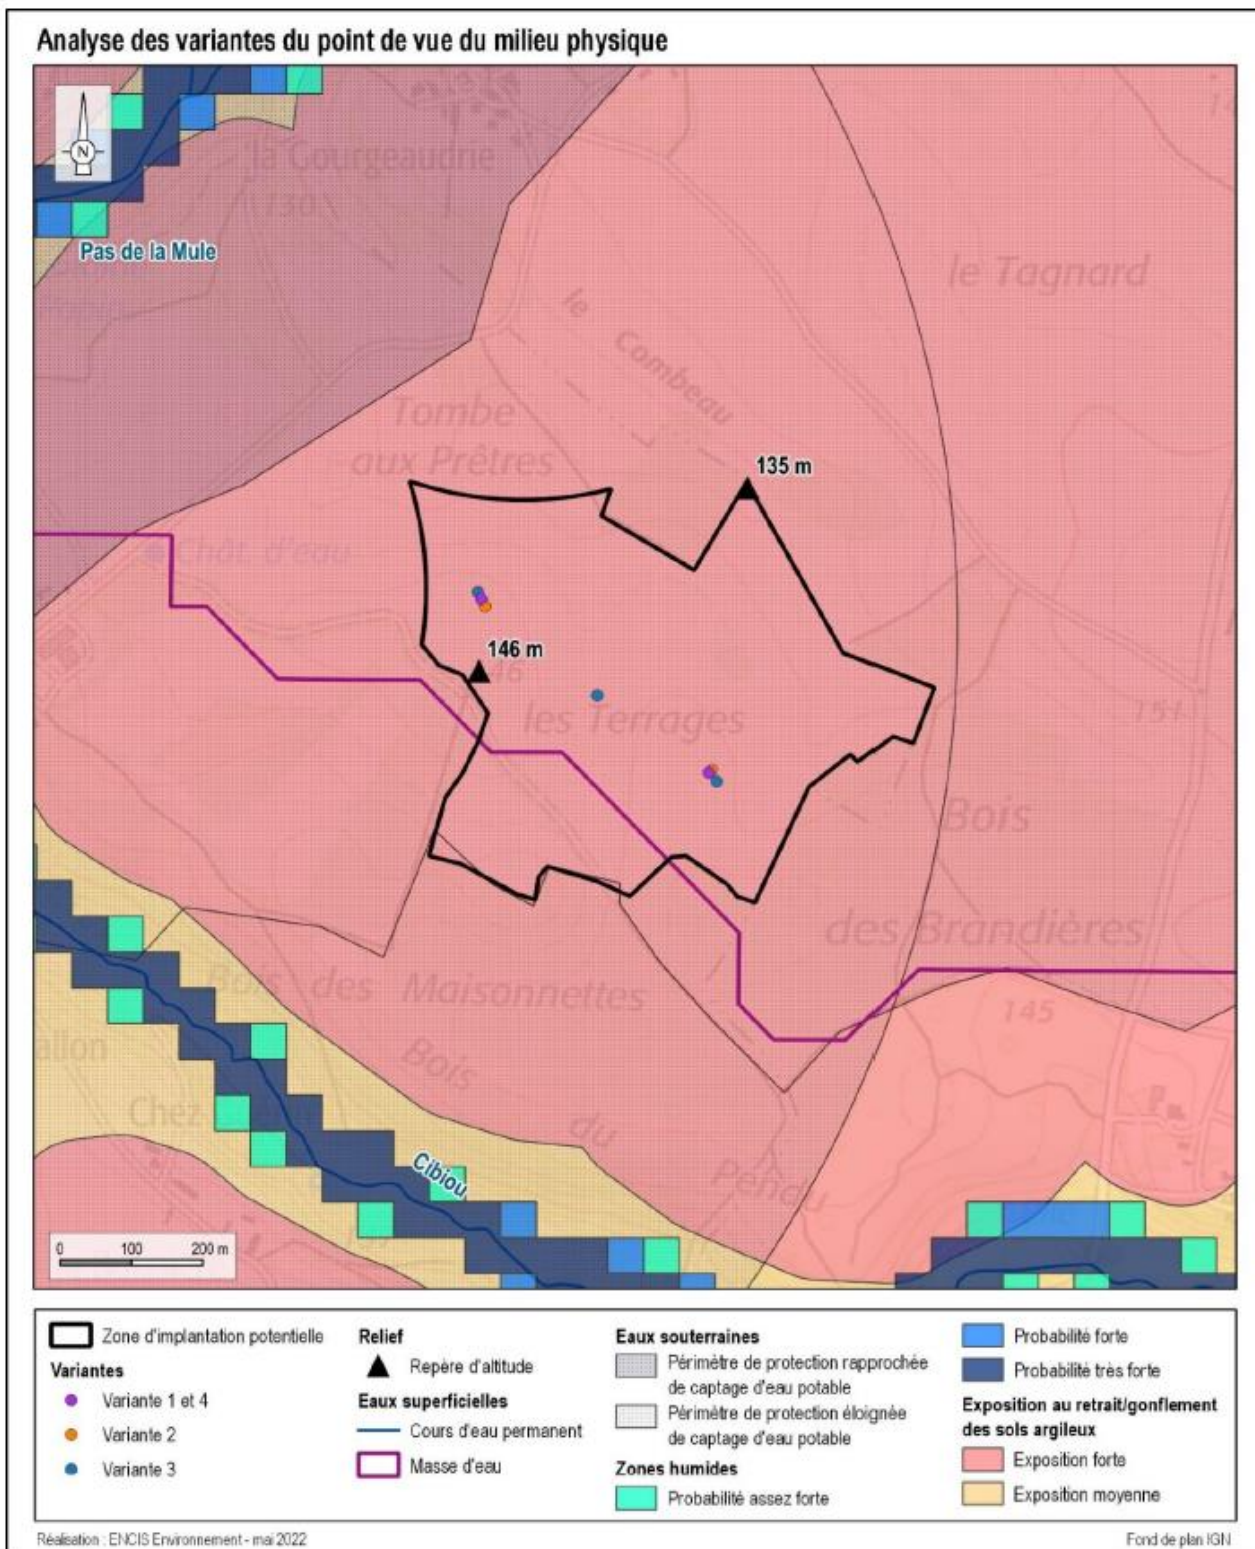 Analyse des variantes du point de vue du milieu physique
N
la Gourgeaudrie
130
Pas de la Mule
le Tagnard
le Combeau
Tombe
aux Prêtres
135 m
Chât. d'eau
146 m
46
les Terrages
151
Bois
des Brandières
Bois des Maisonnettes
145
allon
Chez
Bois
du
Pendu
Cibiou
0 100 200 m
Zone d'implantation potentielle
Variantes
Variante 1 et 4
Variante 2
Variante 3
Relief
Repère d'altitude
Eaux superficielles
Cours d'eau permanent
Masse d'eau
Eaux souterraines
Périmètre de protection rapprochée
de captage d'eau potable
Périmètre de protection éloignée
de captage d'eau potable
Zones humides
Probabilité assez forte
Probabilité forte
Probabilité très forte
Exposition au retrait/gonflement
des sols argileux
Exposition forte
Exposition moyenne
Réalisation : ENCIS Environnement - mai 2022
Fond de plan IGN